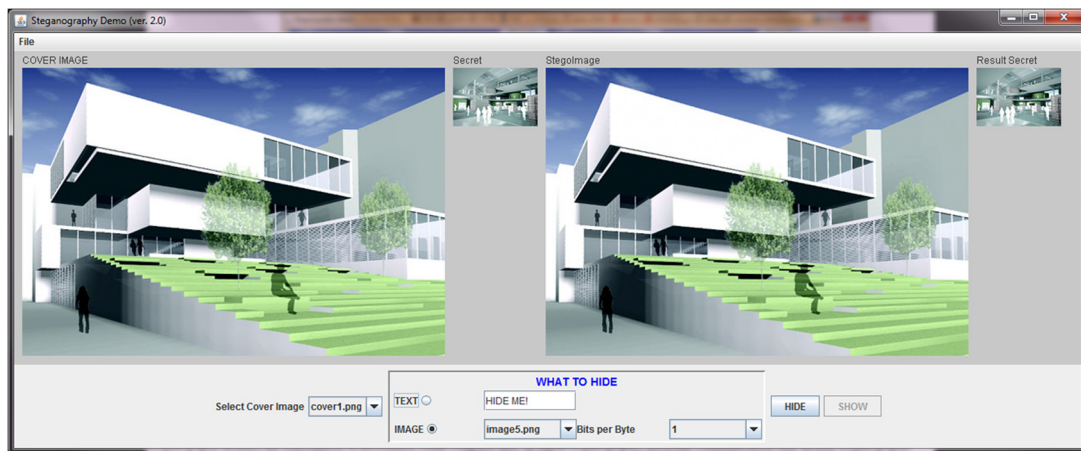 Steganography Demo (ver. 2.0)
File
COVER IMAGE
Secret
StegoImage
Result Secret
WHAT TO HIDE
TEXT
HIDE ME!
Select Cover Image cover1.png
IMAGE
image5.png
Bits per Byte
1
HIDE
SHOW